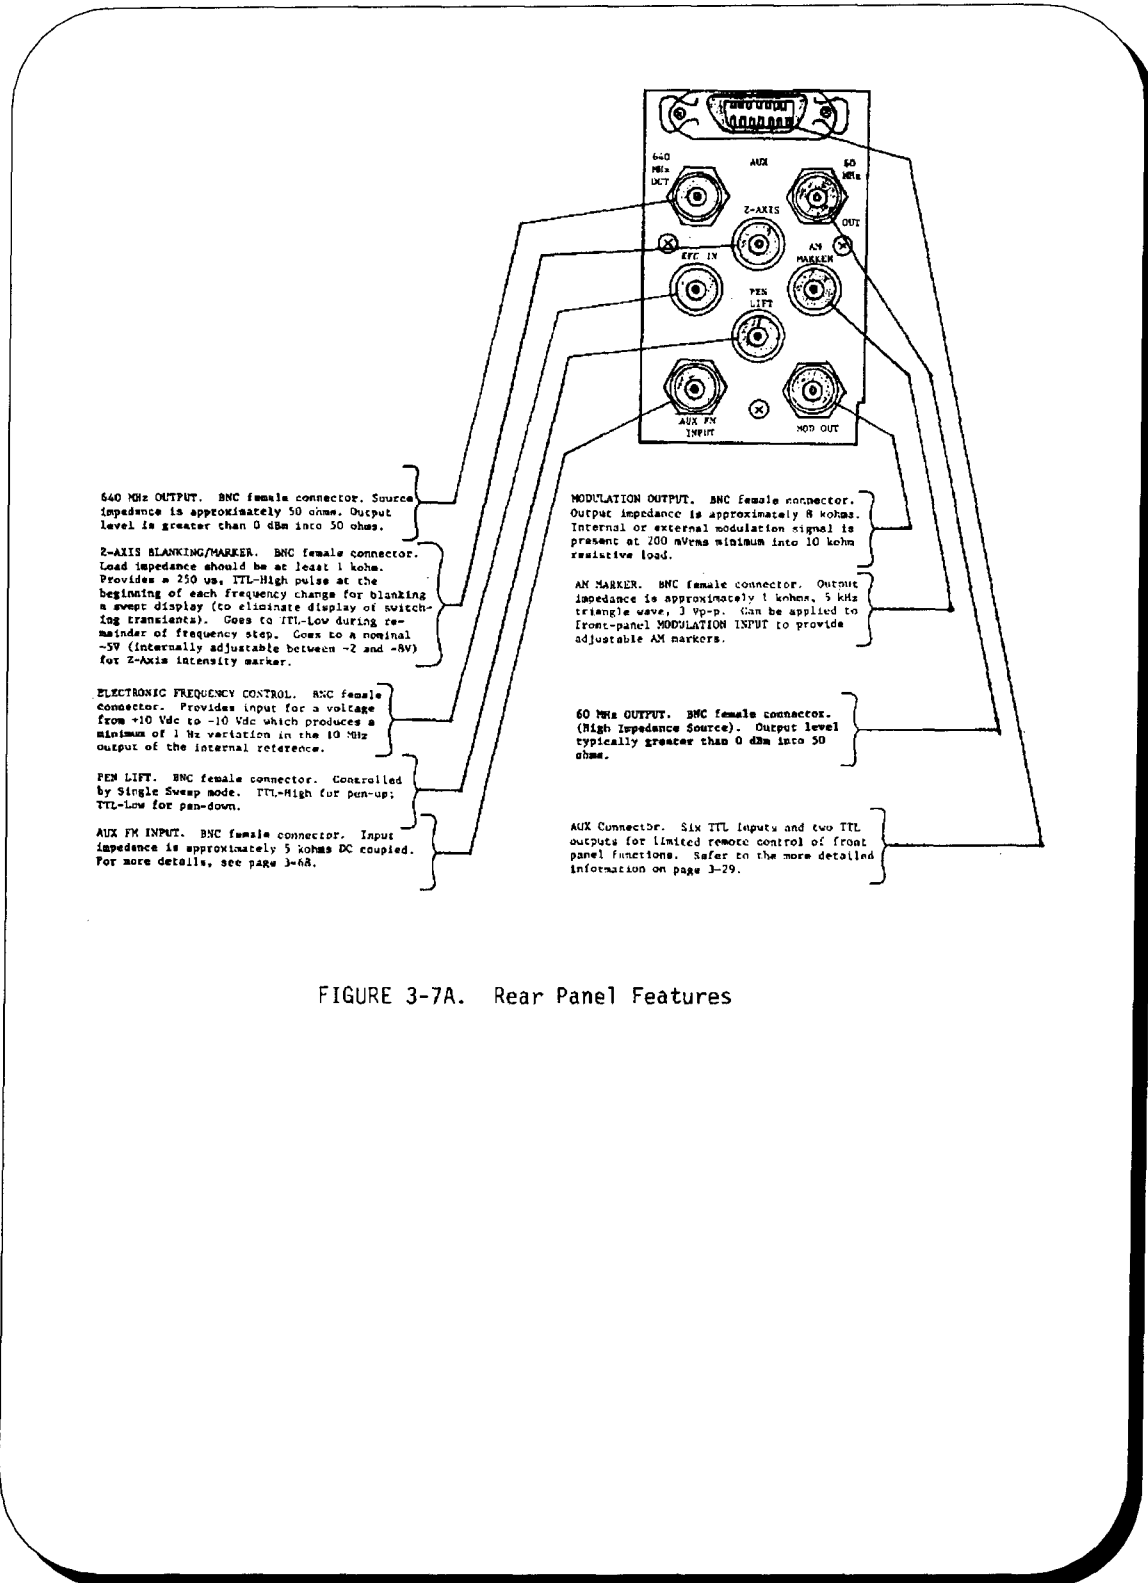 640
MHz
OUT
AUX
60
MHz
OUT
Z-AXIS
EFC IN
AM
MARKER
PEN
LIFT
AUX FM
INPUT
MOD OUT
640 MHz OUTPUT. BNC female connector. Source
impedance is approximately 50 ohms. Output
level is greater than 0 dBm into 50 ohms.
Z-AXIS BLANKING/MARKER. BNC female connector.
Load impedance should be at least 1 kohm.
Provides a 250 us, TTL-High pulse at the
beginning of each frequency change for blanking
a swept display (to eliminate display of switch-
ing transients). Goes to TTL-Low during re-
mainder of frequency step. Goes to a nominal
-5V (internally adjustable between -2 and -8V)
for Z-Axis intensity marker.
ELECTRONIC FREQUENCY CONTROL. BNC female
connector. Provides input for a voltage
from +10 Vdc to -10 Vdc which produces a
minimum of 1 Hz variation in the 10 MHz
output of the internal reference.
PEN LIFT. BNC female connector. Controlled
by Single Sweep mode. TTL-High for pen-up;
TTL-Low for pen-down.
AUX FM INPUT. BNC female connector. Input
impedance is approximately 5 kohms DC coupled.
For more details, see page 3-68.
MODULATION OUTPUT. BNC female connector.
Output impedance is approximately 8 kohms.
Internal or external modulation signal is
present at 200 mVrms minimum into 10 kohm
resistive load.
AM MARKER. BNC female connector. Output
impedance is approximately 1 kohms, 5 kHz
triangle wave, 3 Vp-p. Can be applied to
front-panel MODULATION INPUT to provide
adjustable AM markers.
60 MHz OUTPUT. BNC female connector.
(High Impedance Source). Output level
typically greater than 0 dBm into 50
ohms.
AUX Connector. Six TTL inputs and two TTL
outputs for limited remote control of front
panel functions. Refer to the more detailed
information on page 3-29.
FIGURE 3-7A. Rear Panel Features